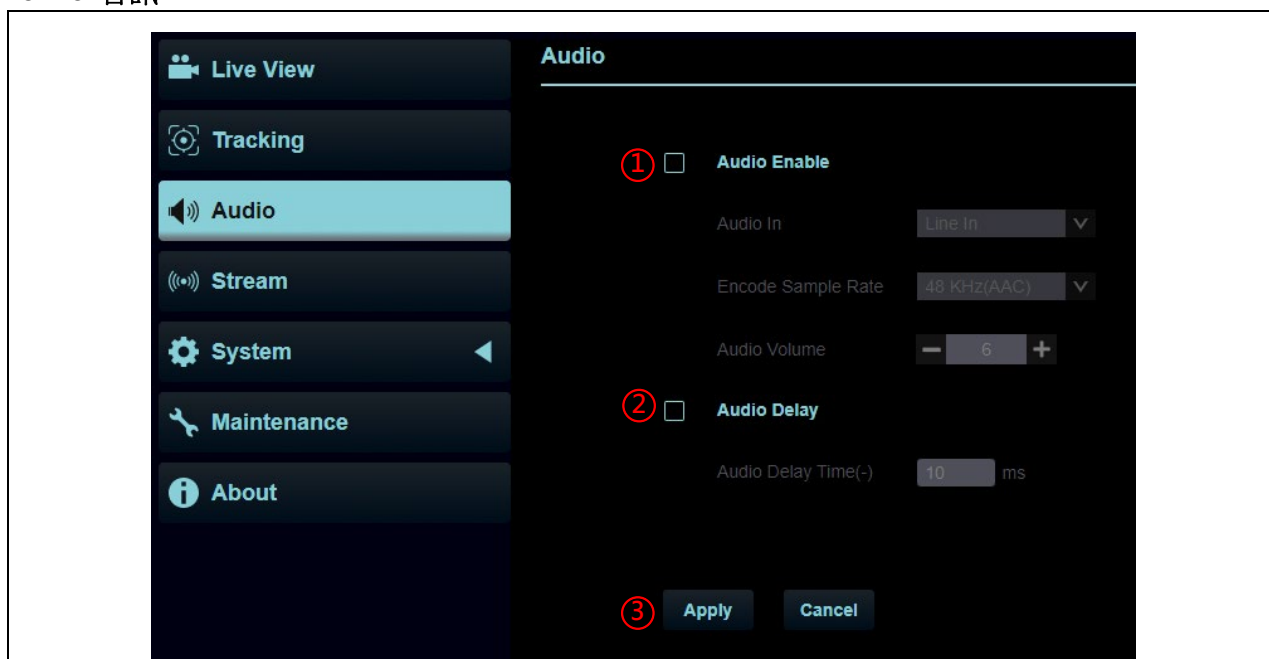 Live View
Tracking
Audio
Stream
System
Maintenance
About
Audio
① Audio Enable
Audio In Line In
Encode Sample Rate 48 KHz(AAC)
Audio Volume 6
② Audio Delay
Audio Delay Time(-) 10 ms
③ Apply Cancel